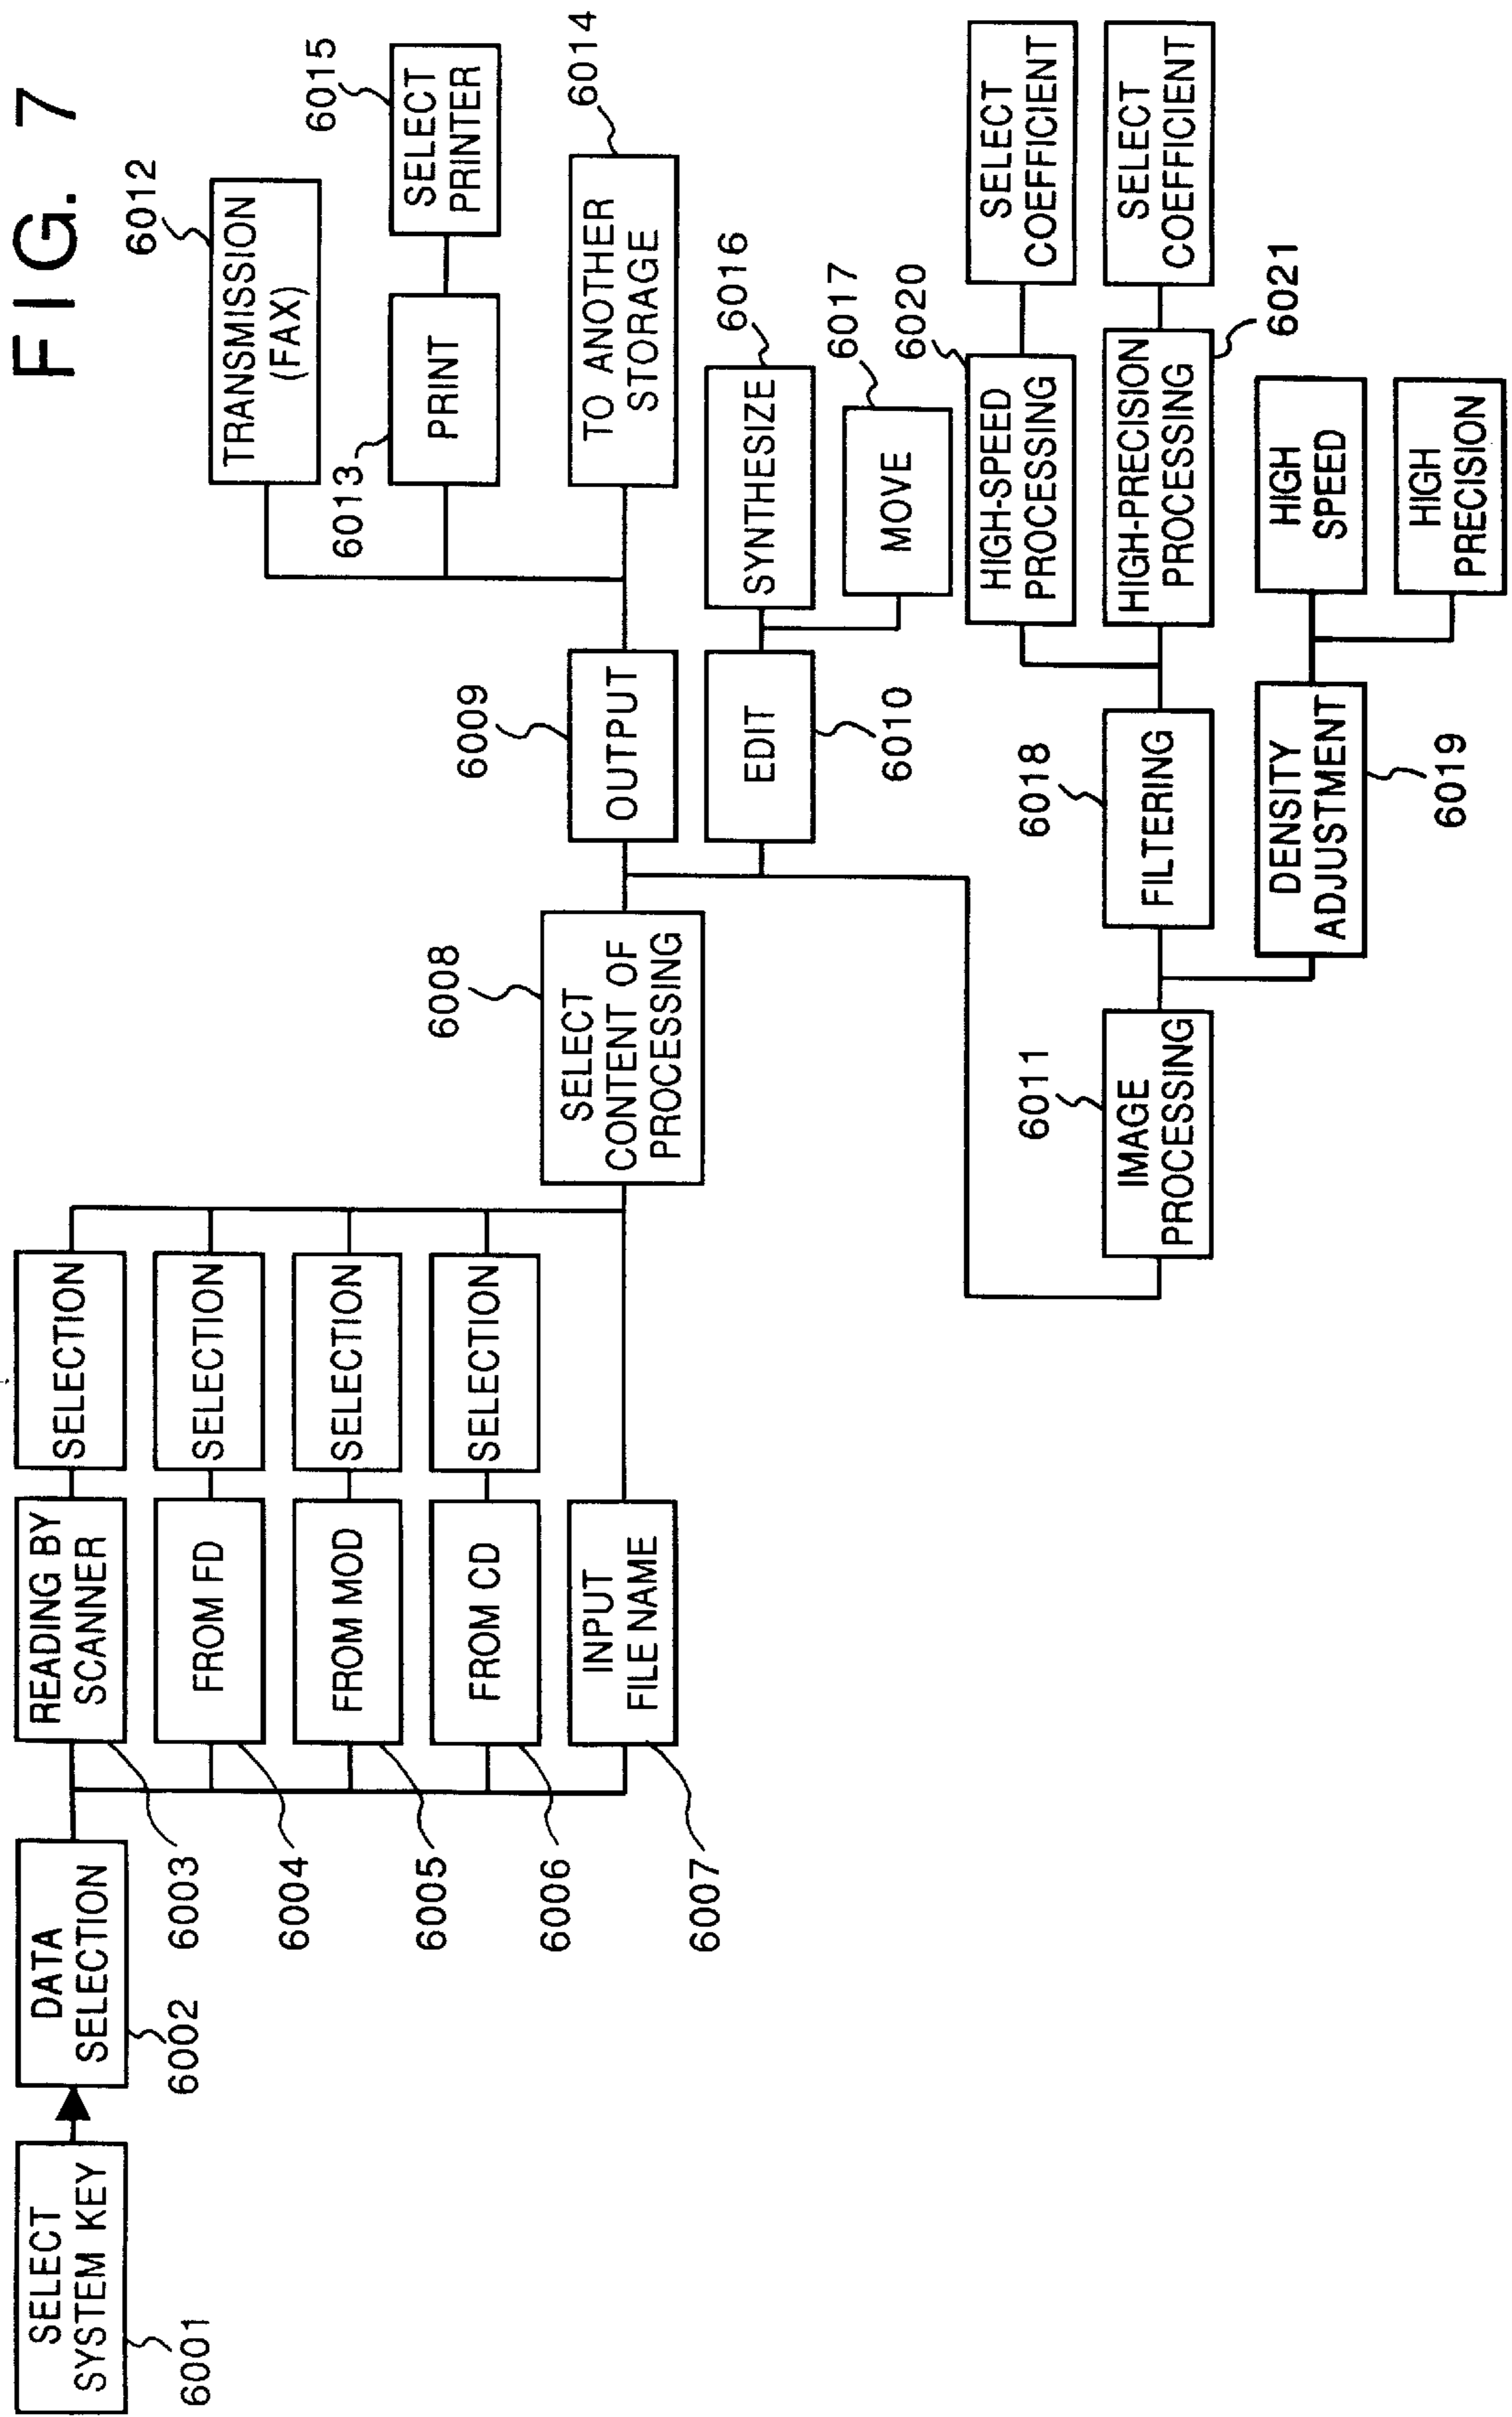 FIG. 7
SELECT
SYSTEM KEY
6001
DATA
SELECTION
6002
READING BY
SCANNER
6003
SELECTION
FROM FD
6004
SELECTION
FROM MOD
6005
SELECTION
FROM CD
6006
SELECTION
INPUT
FILE NAME
6007
SELECT
CONTENT OF
PROCESSING
6008
OUTPUT
6009
EDIT
6010
TRANSMISSION
(FAX)
6012
PRINT
6013
SELECT
PRINTER
6015
TO ANOTHER
STORAGE
6014
SYNTHESIZE
6016
MOVE
6017
IMAGE
PROCESSING
6011
FILTERING
6018
DENSITY
ADJUSTMENT
6019
HIGH-SPEED
PROCESSING
6020
SELECT
COEFFICIENT
HIGH-PRECISION
PROCESSING
6021
SELECT
COEFFICIENT
HIGH
SPEED
HIGH
PRECISION